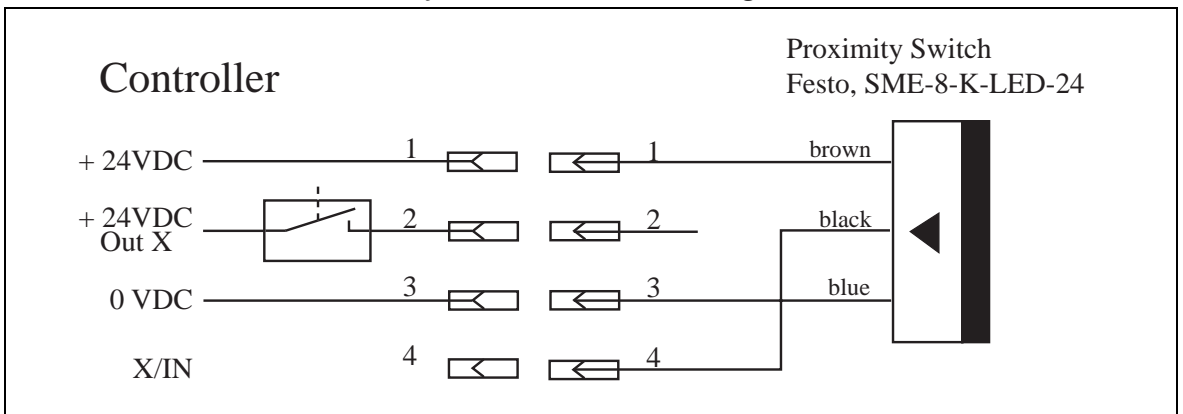 Proximity Switch
Controller
Festo, SME-8-K-LED-24
+ 24VDC
1
1
brown
+ 24VDC
Out X
2
2
black
0 VDC
3
3
blue
X/IN
4
4